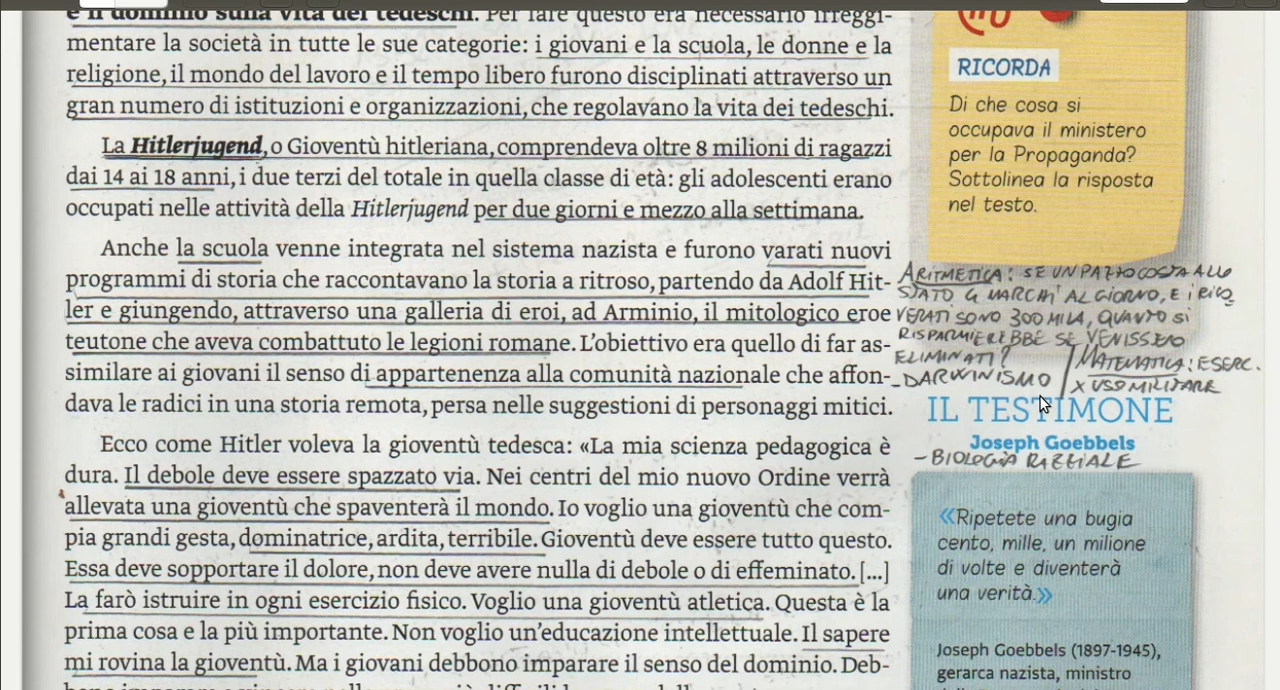 e il dominio sulla vita dei tedeschi. Per fare questo era necessario irreggi-
mentare la società in tutte le sue categorie: i giovani e la scuola, le donne e la
religione, il mondo del lavoro e il tempo libero furono disciplinati attraverso un
gran numero di istituzioni e organizzazioni, che regolavano la vita dei tedeschi.
La Hitlerjugend, o Gioventù hitleriana, comprendeva oltre 8 milioni di ragazzi
dai 14 ai 18 anni, i due terzi del totale in quella classe di età: gli adolescenti erano
occupati nelle attività della Hitlerjugend per due giorni e mezzo alla settimana.
Anche la scuola venne integrata nel sistema nazista e furono varati nuovi
programmi di storia che raccontavano la storia a ritroso, partendo da Adolf Hit-
ler e giungendo, attraverso una galleria di eroi, ad Arminio, il mitologico eroe
teutone che aveva combattuto le legioni romane. L'obiettivo era quello di far as-
similare ai giovani il senso di appartenenza alla comunità nazionale che affon-
dava le radici in una storia remota, persa nelle suggestioni di personaggi mitici.
Ecco come Hitler voleva la gioventù tedesca: «La mia scienza pedagogica è
dura. Il debole deve essere spazzato via. Nei centri del mio nuovo Ordine verrà
allevata una gioventù che spaventerà il mondo. Io voglio una gioventù che com-
pia grandi gesta, dominatrice, ardita, terribile. Gioventù deve essere tutto questo.
Essa deve sopportare il dolore, non deve avere nulla di debole o di effeminato. [...]
La farò istruire in ogni esercizio fisico. Voglio una gioventù atletica. Questa è la
prima cosa e la più importante. Non voglio un'educazione intellettuale. Il sapere
mi rovina la gioventù. Ma i giovani debbono imparare il senso del dominio. Deb-
RICORDA
Di che cosa si
occupava il ministero
per la Propaganda?
Sottolinea la risposta
nel testo.
ARITMETICA: SE UN PAZZO COSTA ALLO
STATO 4 MARCHI AL GIORNO, E I RICO
VERATI SONO 300 MILA, QUANTO SI
RISPARMIEREBBE SE VENISSERO
ELIMINATI?
MATEMATICA: ESERC.
X USO MILITARE
- DARWINISMO
IL TESTIMONE
Joseph Goebbels
- BIOLOGIA RAZZIALE
«Ripetete una bugia
cento, mille, un milione
di volte e diventerà
una verità.»
Joseph Goebbels (1897-1945),
gerarca nazista, ministro